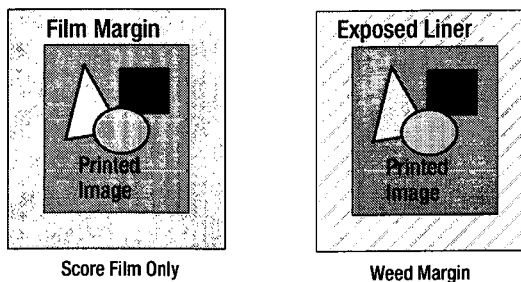 Film Margin
Printed
Image
Score Film Only
Exposed Liner
Printed
Image
Weed Margin